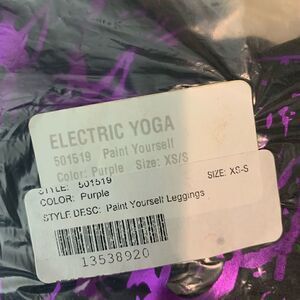 ELECTRIC YOGA
501519 Paint Yourself
Color: Purple Size: XS/S
STYLE: 501519 SIZE: XS-S
COLOR: Purple
STYLE DESC: Paint Yourself Leggings
13538920